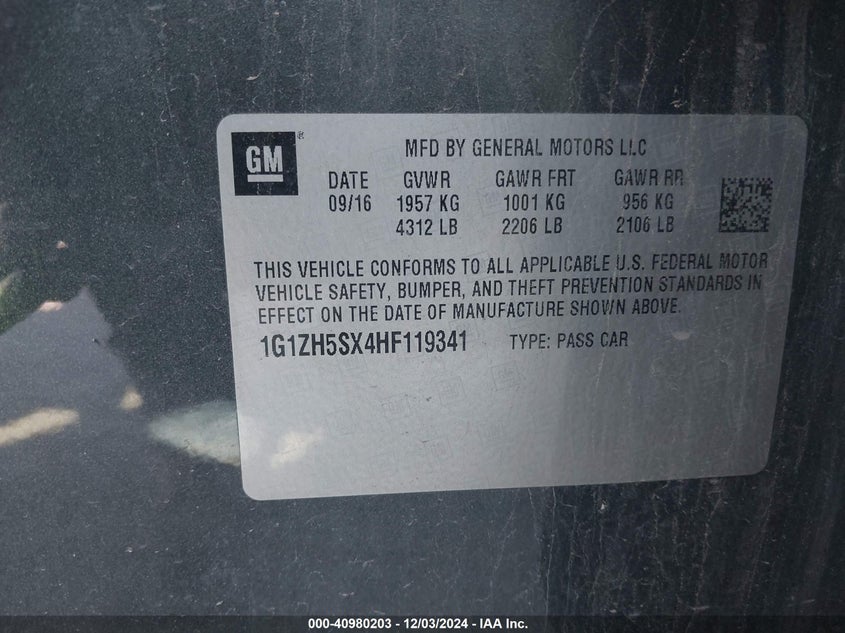 GM ®
MFD BY GENERAL MOTORS LLC
DATE GVWR GAWR FRT GAWR RR
09/16 1957 KG 1001 KG 956 KG
4312 LB 2206 LB 2106 LB
THIS VEHICLE CONFORMS TO ALL APPLICABLE U.S. FEDERAL MOTOR
VEHICLE SAFETY, BUMPER, AND THEFT PREVENTION STANDARDS IN
EFFECT ON THE DATE OF MANUFACTURE SHOWN ABOVE.
1G1ZH5SX4HF119341 TYPE: PASS CAR
000-40980203 - 12/03/2024 - IAA Inc.